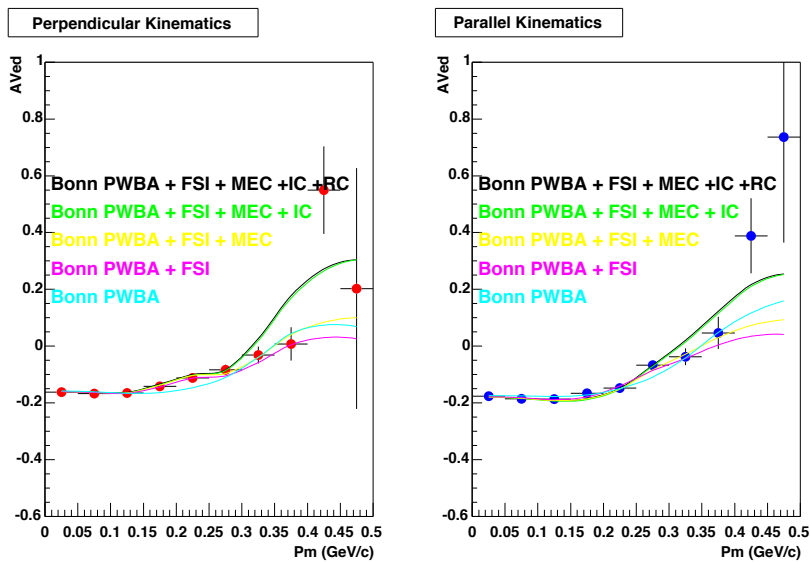 Perpendicular Kinematics
AVed
1
0.8
0.6
0.4
0.2
0
-0.2
-0.4
-0.6
Bonn PWBA + FSI + MEC +IC +RC
Bonn PWBA + FSI + MEC + IC
Bonn PWBA + FSI + MEC
Bonn PWBA + FSI
Bonn PWBA
0 0.05 0.1 0.15 0.2 0.25 0.3 0.35 0.4 0.45 0.5
Pm (GeV/c)
Parallel Kinematics
AVed
1
0.8
0.6
0.4
0.2
0
-0.2
-0.4
-0.6
Bonn PWBA + FSI + MEC +IC +RC
Bonn PWBA + FSI + MEC + IC
Bonn PWBA + FSI + MEC
Bonn PWBA + FSI
Bonn PWBA
0 0.05 0.1 0.15 0.2 0.25 0.3 0.35 0.4 0.45 0.5
Pm (GeV/c)